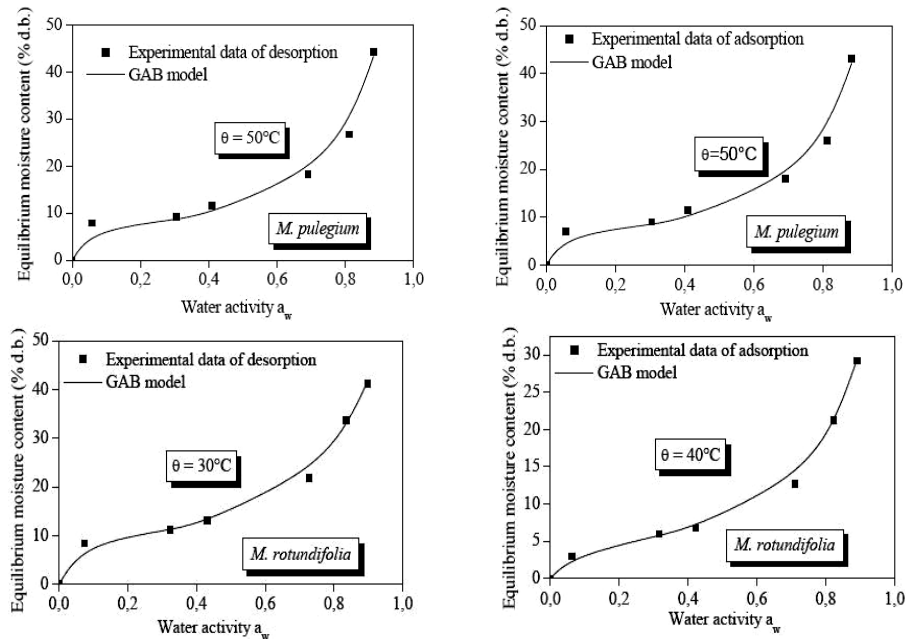 Equilibrium moisture content (% d.b.)
50
40
30
20
10
0
Experimental data of desorption
GAB model
θ = 50°C
M. pulegium
0,0 0,2 0,4 0,6 0,8 1,0
Water activity aw
Equilibrium moisture content (% d.b.)
50
40
30
20
10
0
Experimental data of adsorption
GAB model
θ=50°C
M. pulegium
0,0 0,2 0,4 0,6 0,8 1,0
Water activity aw
Equilibrium moisture content (% d.b.)
50
40
30
20
10
0
Experimental data of desorption
GAB model
θ = 30°C
M. rotundifolia
0,0 0,2 0,4 0,6 0,8 1,0
Water activity aw
Equilibrium moisture content (% d.b.)
30
25
20
15
10
5
0
Experimental data of adsorption
GAB model
θ = 40°C
M. rotundifolia
0,0 0,2 0,4 0,6 0,8 1,0
Water activity aw